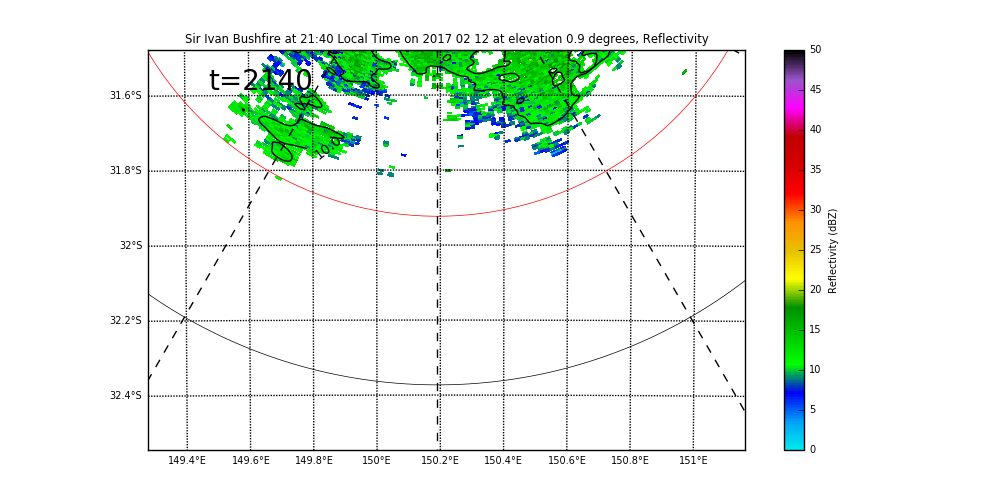 Sir Ivan Bushfire at 21:40 Local Time on 2017 02 12 at elevation 0.9 degrees, Reflectivity
t=2140
31.6°S
31.8°S
32°S
32.2°S
32.4°S
149.4°E 149.6°E 149.8°E 150°E 150.2°E 150.4°E 150.6°E 150.8°E 151°E
50
45
40
35
30
25
20
15
10
5
0
Reflectivity (dBZ)